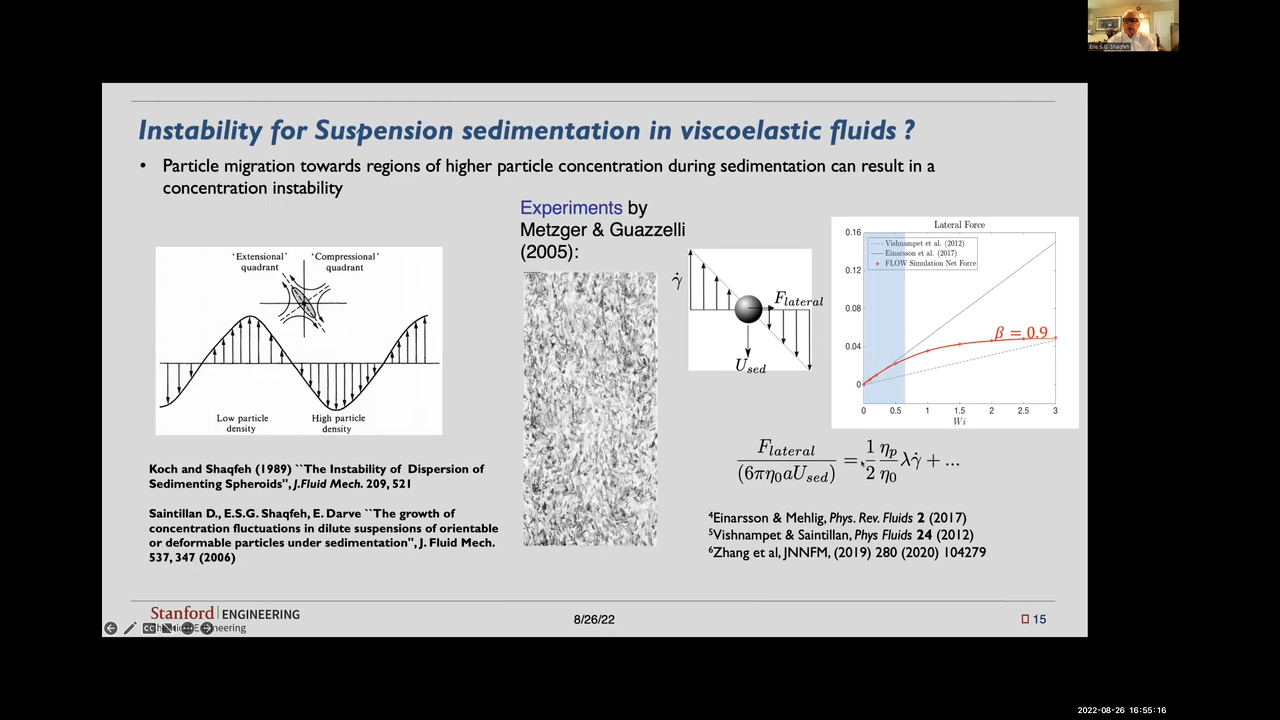 Eric S.G. Shaqfeh
Instability for Suspension sedimentation in viscoelastic fluids ?
• Particle migration towards regions of higher particle concentration during sedimentation can result in a
concentration instability
'Extensional' quadrant
'Compressional' quadrant
Low particle density
High particle density
Koch and Shaqfeh (1989) ``The Instability of Dispersion of
Sedimenting Spheroids", J.Fluid Mech. 209, 521
Saintillan D., E.S.G. Shaqfeh, E. Darve ``The growth of
concentration fluctuations in dilute suspensions of orientable
or deformable particles under sedimentation", J. Fluid Mech.
537, 347 (2006)
Experiments by
Metzger & Guazzelli
(2005):
γ̇
F_lateral
U_sed
Lateral Force
Vishnampet et al. (2012)
Einarsson et al. (2017)
FLOW Simulation Net Force
0.16
0.12
0.08
0.04
0
β = 0.9
0 0.5 1 1.5 2 2.5 3
Wi
F_lateral / (6πη₀aU_sed) = 1/2 η_p/η₀ λγ̇ + ...
⁴Einarsson & Mehlig, Phys. Rev. Fluids 2 (2017)
⁵Vishnampet & Saintillan, Phys Fluids 24 (2012)
⁶Zhang et al, JNNFM, (2019) 280 (2020) 104279
Stanford ENGINEERING
8/26/22
15
2022-08-26 16:55:16